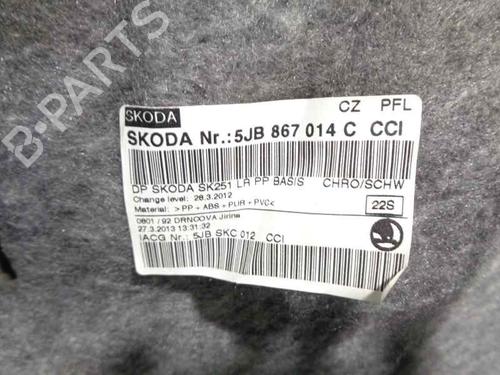 SKODA CZ PFL
SKODA Nr.: 5JB 867 014 C CCI
DP SKODA SK251 LR PP BASIS CHRO/SCHW
Change level: 28.3.2012
Material: > PP + ABS + PUR + PVC< 22S
0801 / 92 DRNCOVA Jirina
27.3.2013 13:31:32
IACG Nr.: 5JB SKC 012 CCI
B-PARTS